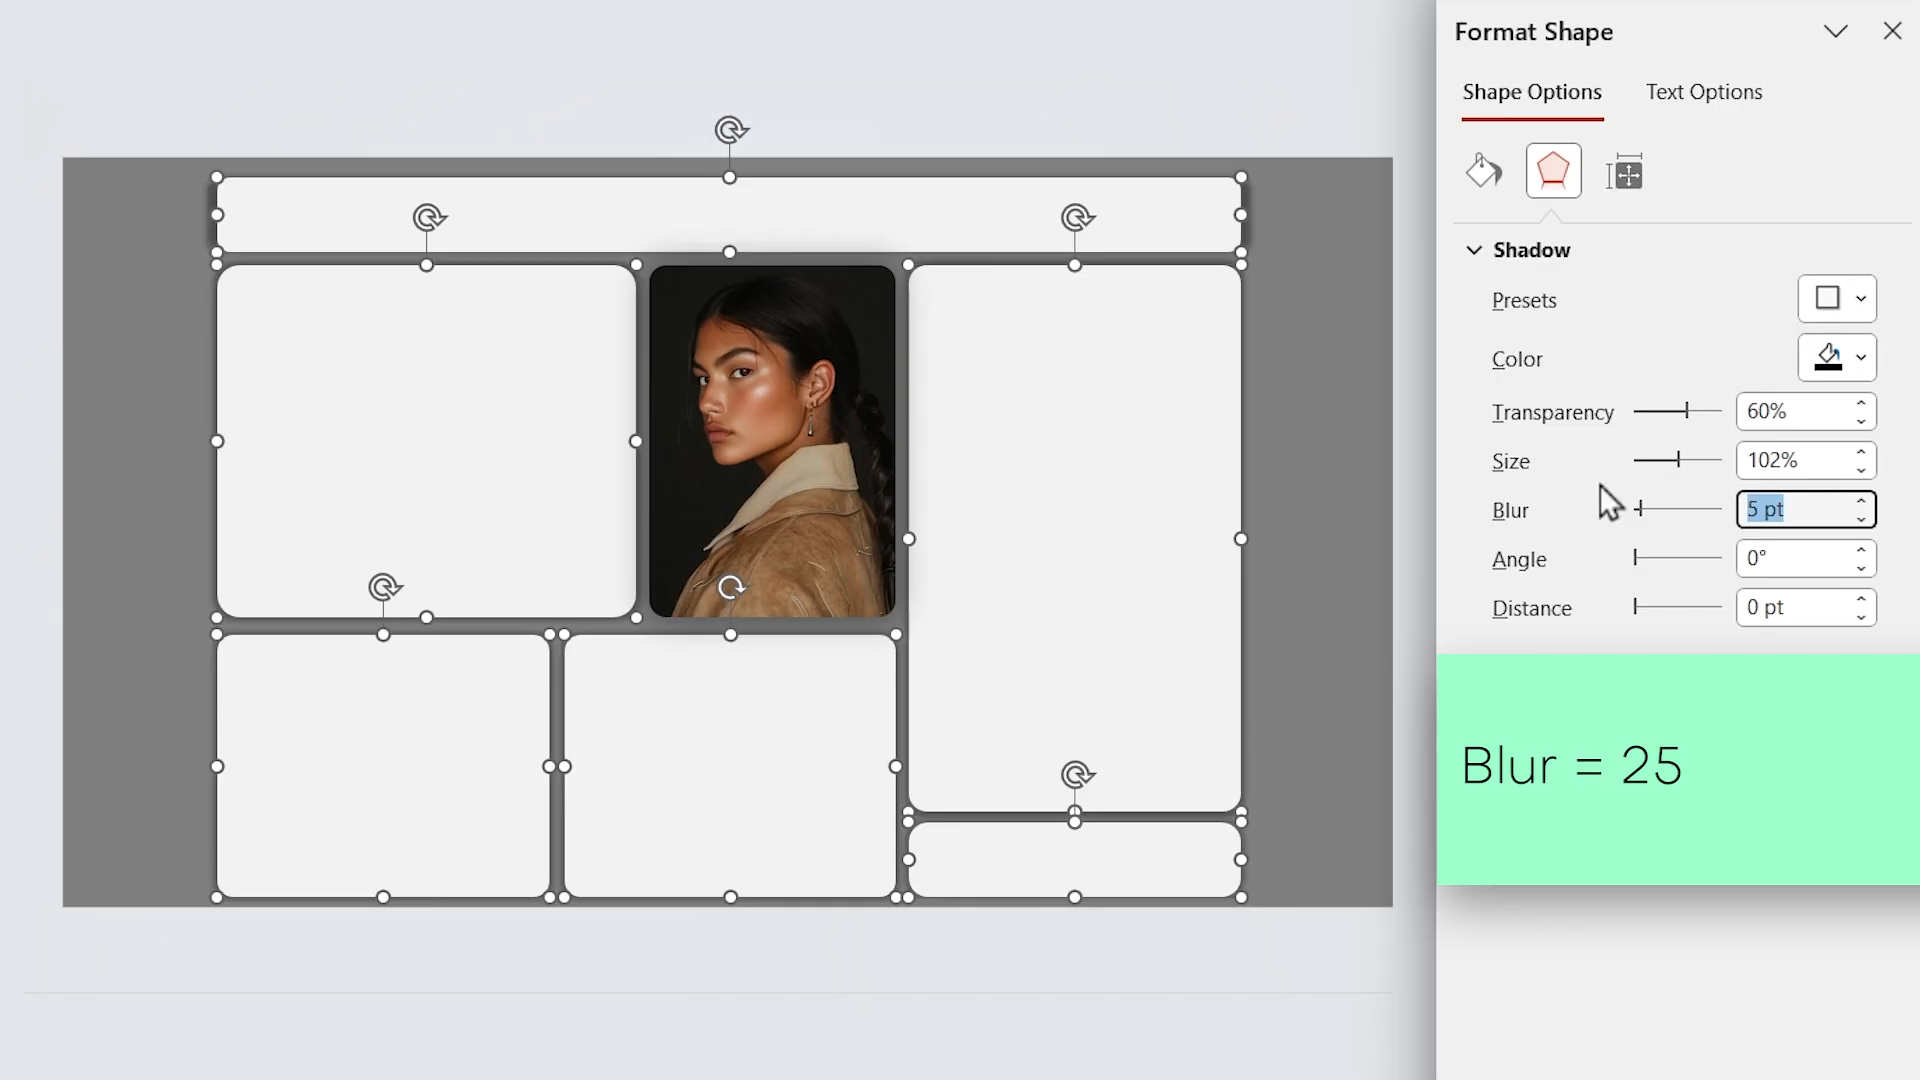 Format Shape
Shape Options
Text Options
Shadow
Presets
Color
Transparency
60%
Size
102%
Blur
5 pt
Angle
0°
Distance
0 pt
Blur = 25